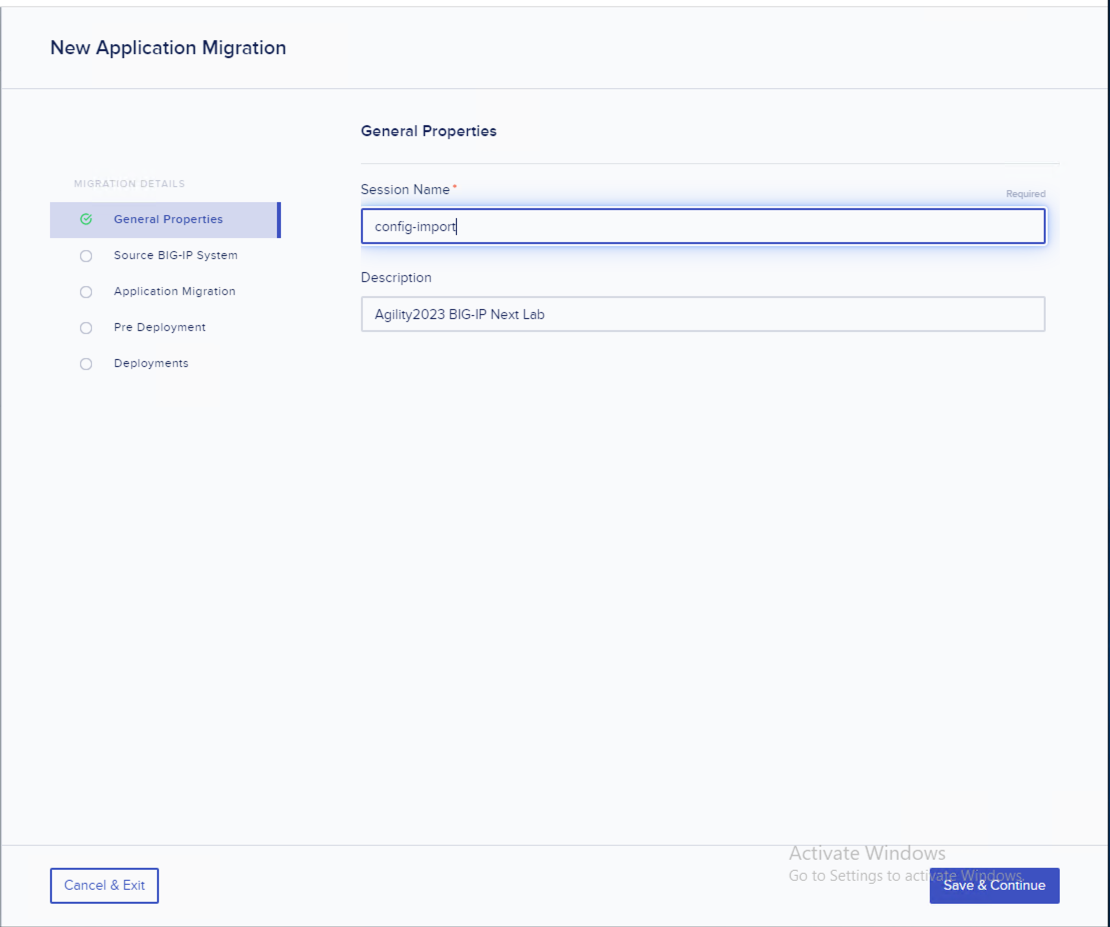 New Application Migration
MIGRATION DETAILS
General Properties
Source BIG-IP System
Application Migration
Pre Deployment
Deployments
General Properties
Session Name *
Required
config-import
Description
Agility2023 BIG-IP Next Lab
Activate Windows
Go to Settings to activate Windows.
Cancel & Exit
Save & Continue